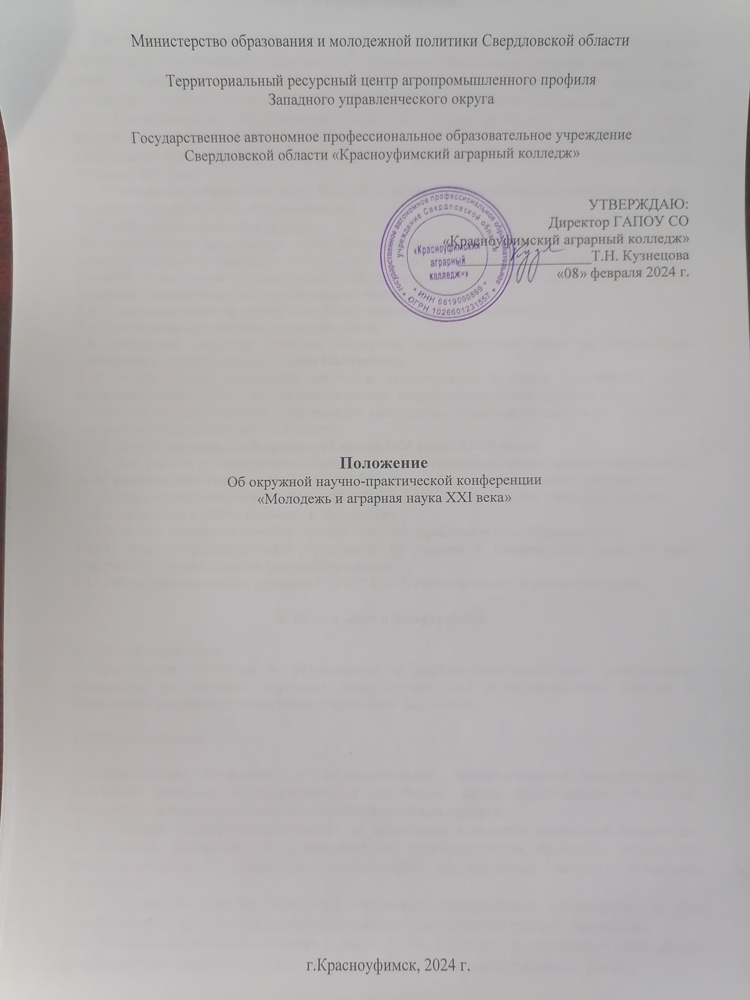 Министерство образования и молодежной политики Свердловской области
Территориальный ресурсный центр агропромышленного профиля
Западного управленческого округа
Государственное автономное профессиональное образовательное учреждение
Свердловской области «Красноуфимский аграрный колледж»
УТВЕРЖДАЮ:
Директор ГАПОУ СО
«Красноуфимский аграрный колледж»
Т.Н. Кузнецова
«08» февраля 2024 г.
государственное автономное профессиональное образовательное
учреждение Свердловской области
«Красноуфимский
аграрный
колледж»
* ИНН 6619000889 *
* ОГРН 1026601231557 *
Положение
Об окружной научно-практической конференции
«Молодежь и аграрная наука XXI века»
г.Красноуфимск, 2024 г.